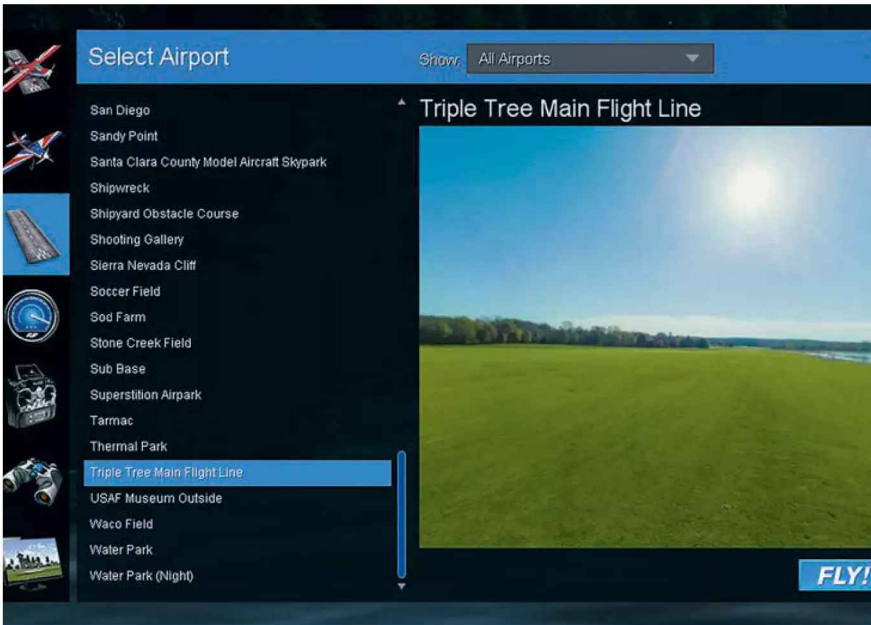 Select Airport
Show: All Airports
San Diego
Sandy Point
Santa Clara County Model Aircraft Skypark
Shipwreck
Shipyard Obstacle Course
Shooting Gallery
Sierra Nevada Cliff
Soccer Field
Sod Farm
Stone Creek Field
Sub Base
Superstition Airpark
Tarmac
Thermal Park
Triple Tree Main Flight Line
USAF Museum Outside
Waco Field
Water Park
Water Park (Night)
Triple Tree Main Flight Line
FLY!